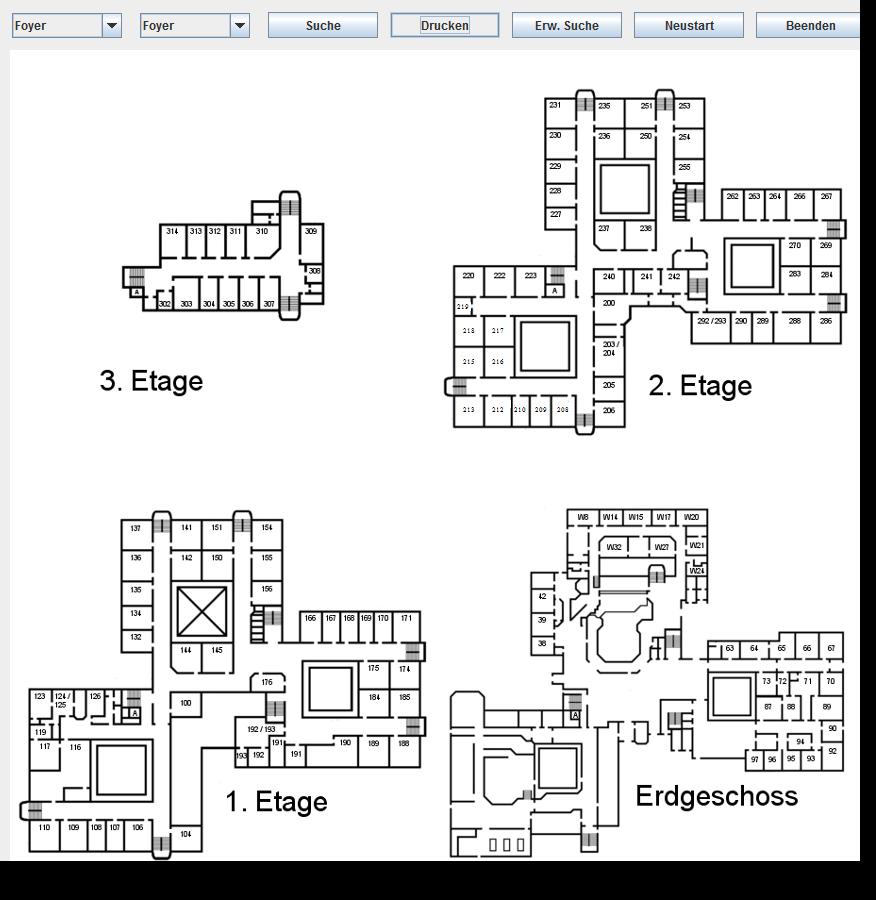 Foyer Foyer Suche Drucken Erw. Suche Neustart Beenden
231 235 251 253
230 236 250 254
229 255
228
227 237 238
262 263 264 266 267
270 269
283 284
220 222 223 A 240 241 242
219 200
218 217 203 / 204
215 216 205
213 212 210 209 208 206
292 / 293 290 289 288 286
2. Etage
314 313 312 311 310 309
308
A 302 303 304 305 306 307
3. Etage
137 141 151 154
136 142 150 155
135 156
134
132 144 145
166 167 168 169 170 171
175 174
176 184 185
123 124 / 125 126 A 100
119
117 116
192 / 193
193 192 191 191 190 189 188
110 109 108 107 106 104
1. Etage
W8 W14 W15 W17 W20
W32 W27 W21
W24
42
39
38
63 64 65 66 67
73 72 71 70
87 88 89
90
94 92
97 96 95 93
A
Erdgeschoss